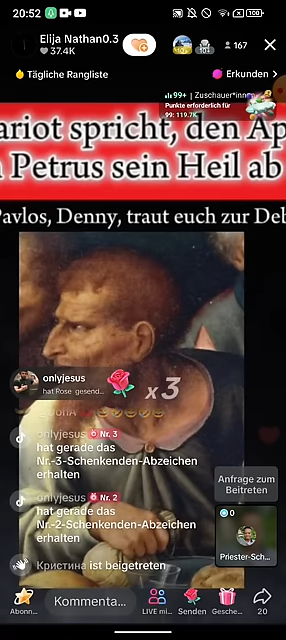 20:52
100
Elija Nathan0.3
37.4K
167
Tägliche Rangliste
Erkunden
99+ | Zuschauer*innen
Punkte erforderlich für
99: 119.7K
ariot spricht, den Ap
Petrus sein Heil ab
Pavlos, Denny, traut euch zur Deb
onlyjesus
hat Rose gesend...
x3
onlyjesus Nr. 3
hat gerade das
Nr.-3-Schenkenden-Abzeichen
erhalten
onlyjesus Nr. 2
hat gerade das
Nr.-2-Schenkenden-Abzeichen
erhalten
Кристина ist beigetreten
Anfrage zum
Beitreten
0
Priester-Sch...
Abonn...
Kommenta...
LIVE mi...
Senden
Gesche...
20